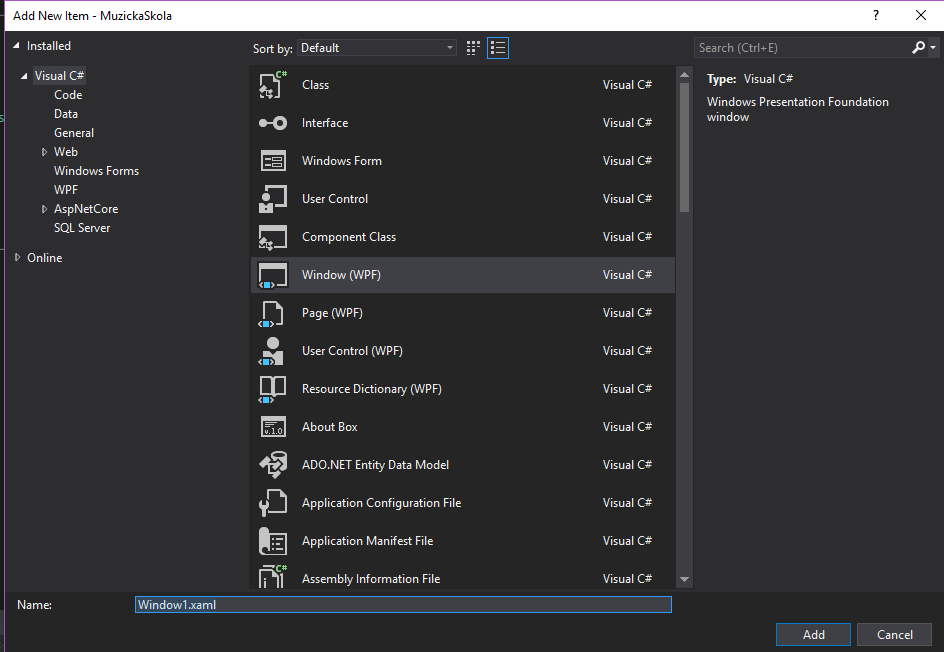 Add New Item - MuzickaSkola
?
Installed
Visual C#
Code
Data
General
Web
Windows Forms
WPF
AspNetCore
SQL Server
Online
Sort by: Default
Search (Ctrl+E)
C# Class Visual C#
Interface Visual C#
Windows Form Visual C#
User Control Visual C#
Component Class Visual C#
Window (WPF) Visual C#
Page (WPF) Visual C#
User Control (WPF) Visual C#
Resource Dictionary (WPF) Visual C#
v.1.0 About Box Visual C#
ADO.NET Entity Data Model Visual C#
Application Configuration File Visual C#
Application Manifest File Visual C#
C# Assembly Information File Visual C#
Type: Visual C#
Windows Presentation Foundation
window
Name: Window1.xaml
Add Cancel